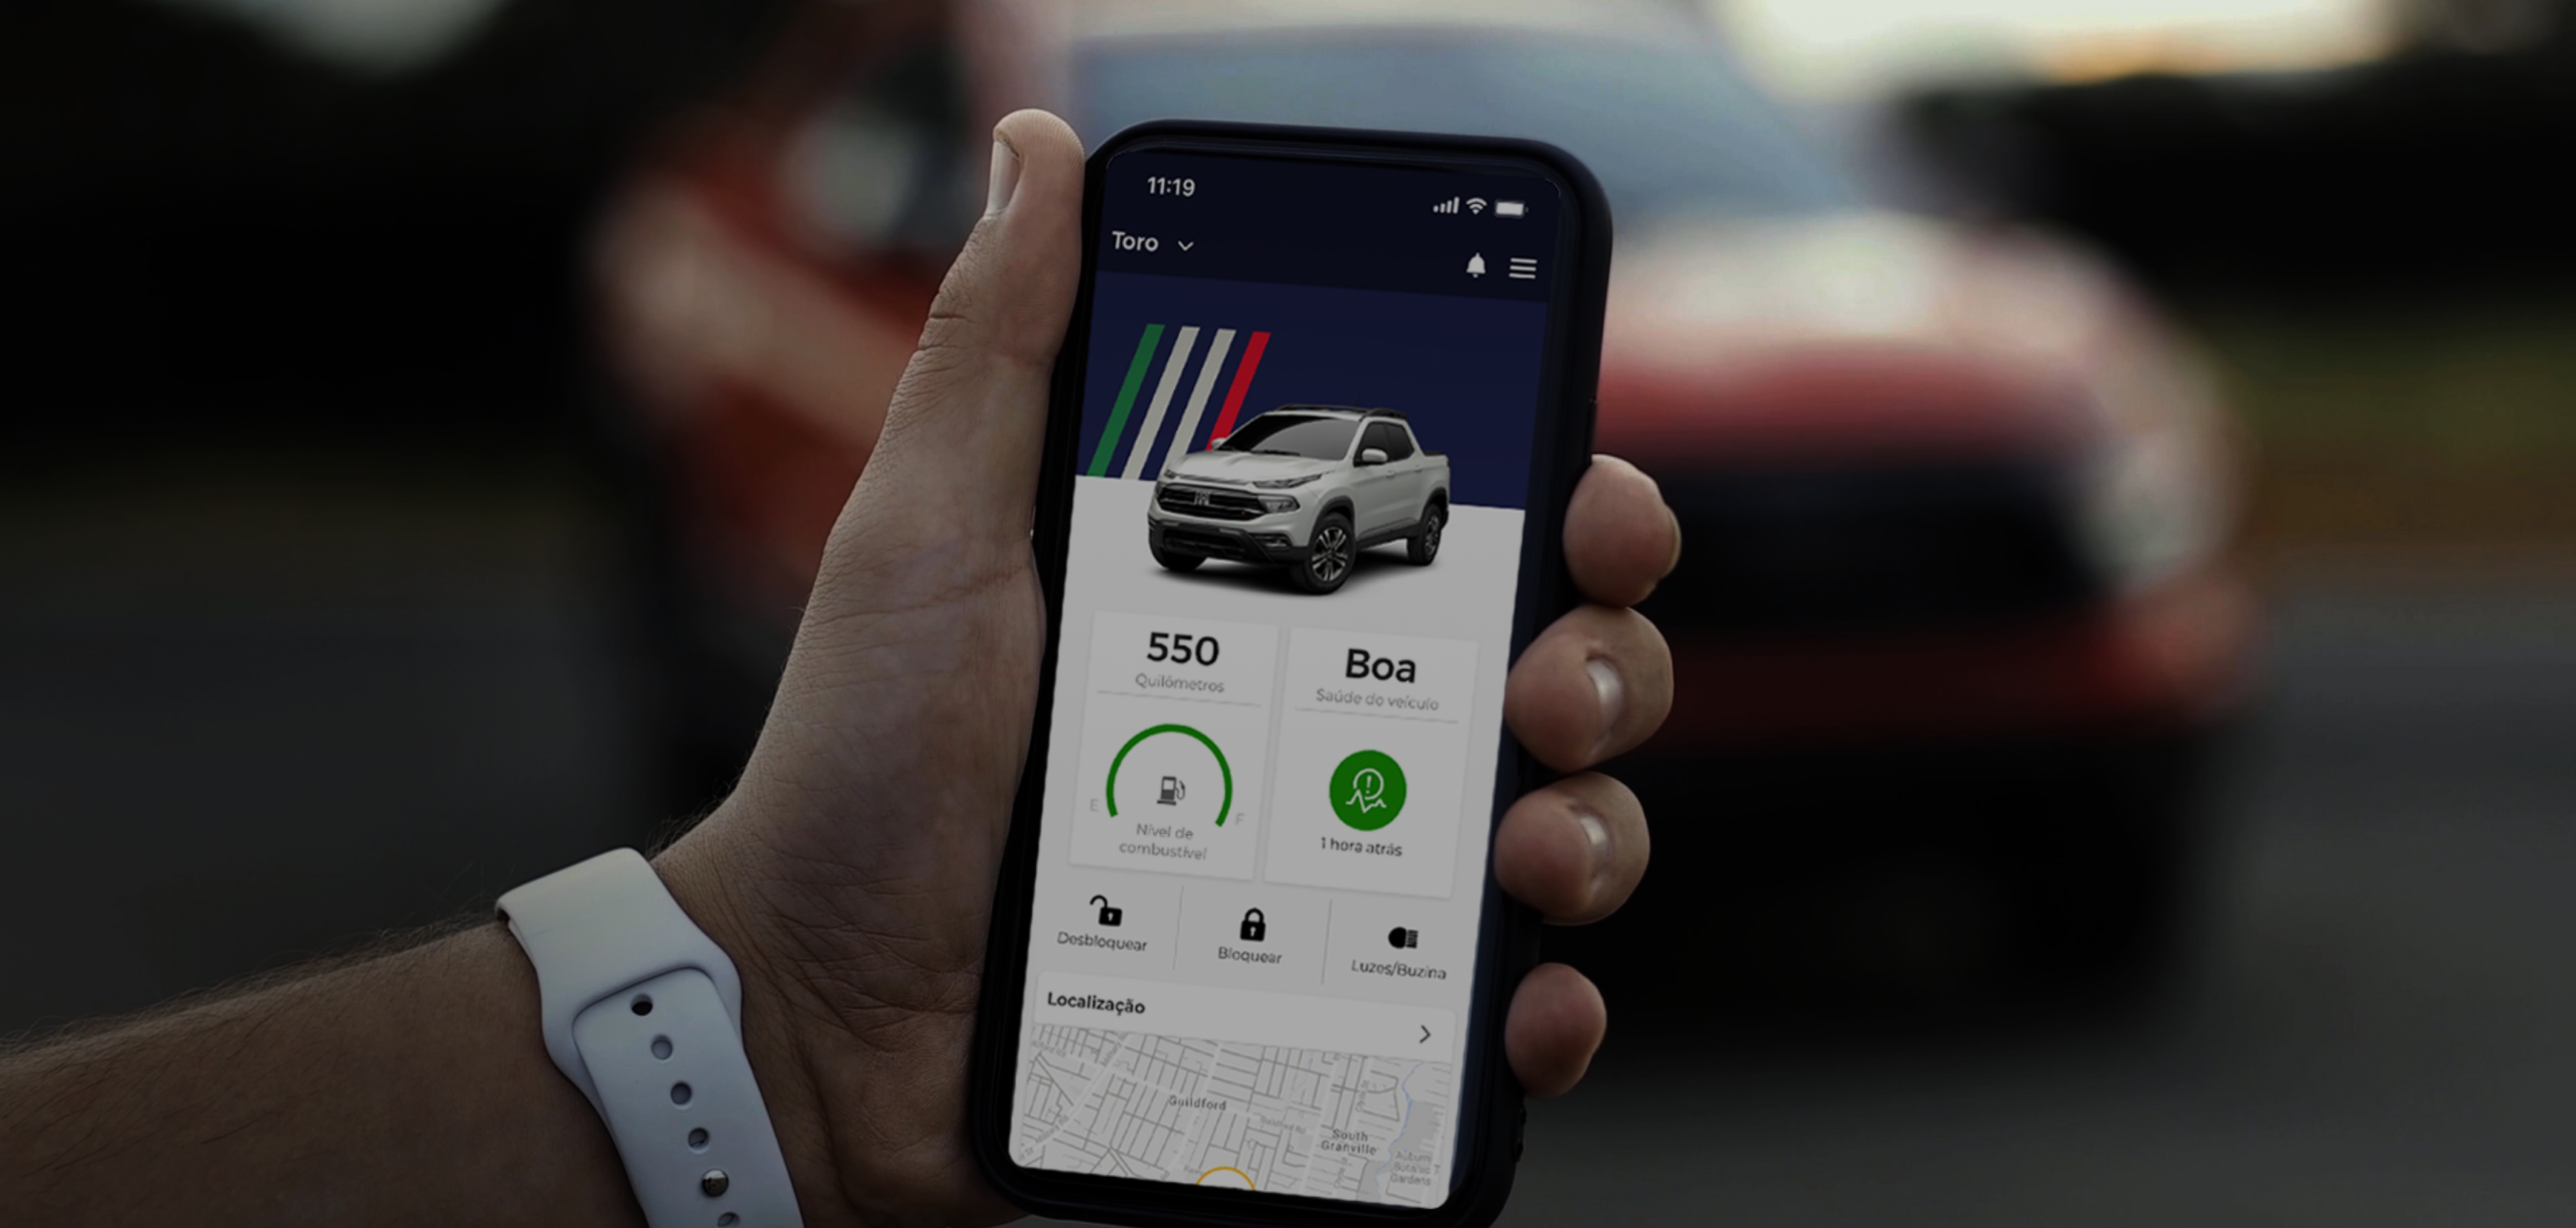 11:19
Toro
550
Quilômetros
Boa
Saúde do veículo
E
F
Nível de
combustível
1 hora atrás
Desbloquear
Bloquear
Luzes/Buzina
Localização
Guildford
South
Granville
Auburn
Botanic
Gardens